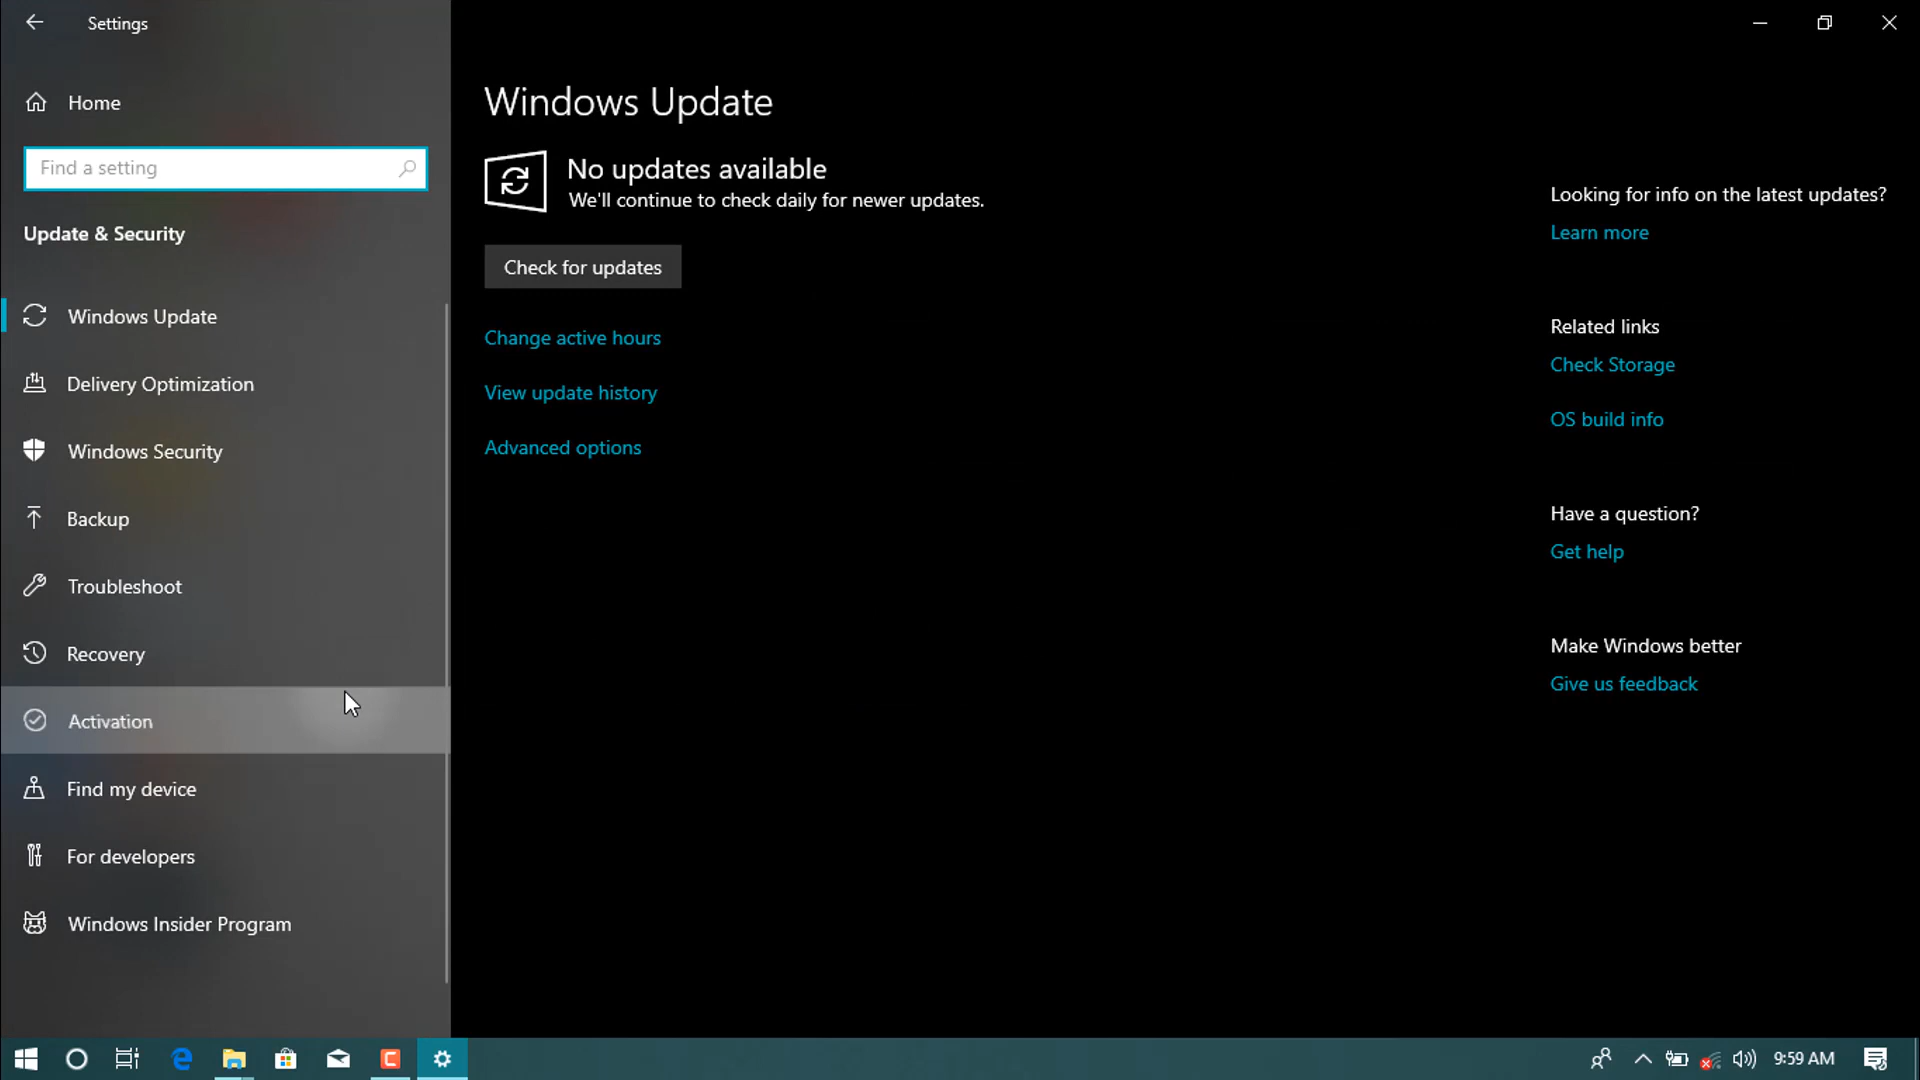 Settings
Home
Find a setting
Update & Security
Windows Update
Delivery Optimization
Windows Security
Backup
Troubleshoot
Recovery
Activation
Find my device
For developers
Windows Insider Program
Windows Update
No updates available
We'll continue to check daily for newer updates.
Check for updates
Change active hours
View update history
Advanced options
Looking for info on the latest updates?
Learn more
Related links
Check Storage
OS build info
Have a question?
Get help
Make Windows better
Give us feedback
9:59 AM